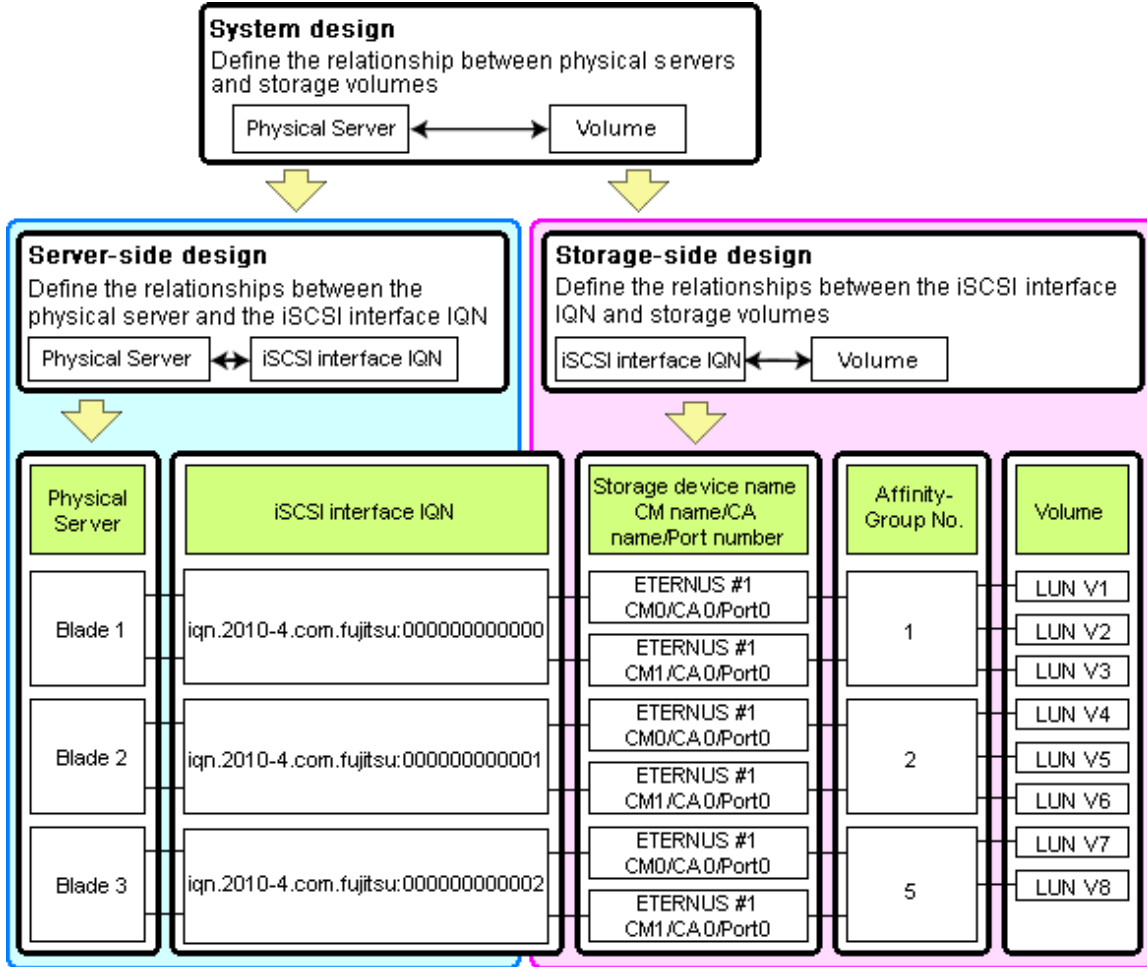 System design
Define the relationship between physical servers
and storage volumes
Physical Server
Volume
Server-side design
Define the relationships between the
physical server and the iSCSI interface IQN
Physical Server
iSCSI interface IQN
Storage-side design
Define the relationships between the iSCSI interface
IQN and storage volumes
iSCSI interface IQN
Volume
Physical
Server
iSCSI interface IQN
Storage device name
CM name/CA
name/Port number
Affinity-
Group No.
Volume
Blade 1
iqn.2010-4.com.fujitsu:000000000000
ETERNUS #1
CM0/CA0/Port0
ETERNUS #1
CM1/CA0/Port0
1
LUN V1
LUN V2
LUN V3
Blade 2
iqn.2010-4.com.fujitsu:000000000001
ETERNUS #1
CM0/CA0/Port0
ETERNUS #1
CM1/CA0/Port0
2
LUN V4
LUN V5
LUN V6
Blade 3
iqn.2010-4.com.fujitsu:000000000002
ETERNUS #1
CM0/CA0/Port0
ETERNUS #1
CM1/CA0/Port0
5
LUN V7
LUN V8